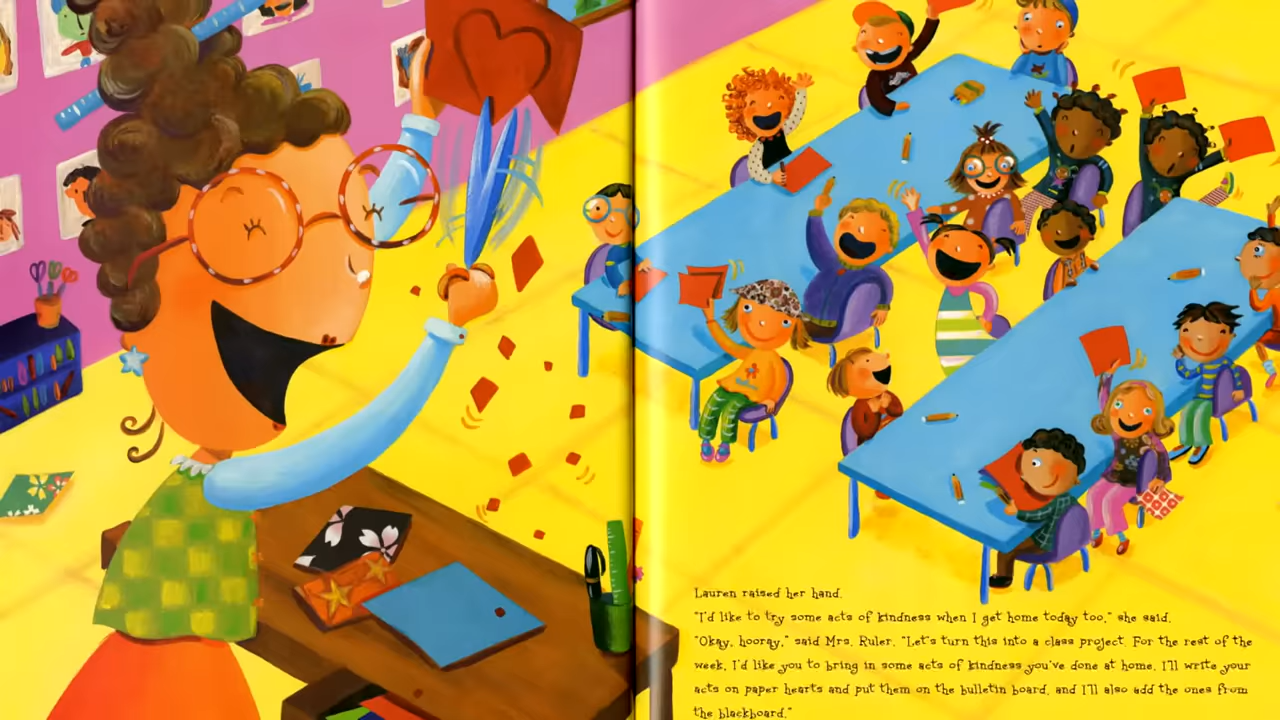 Lauren raised her hand.
"I'd like to try some acts of kindness when I get home today too," she said.
"Okay, hooray," said Mrs. Ruler. "Let's turn this into a class project. For the rest of the
week, I'd like you to bring in some acts of kindness you've done at home. I'll write your
acts on paper hearts and put them on the bulletin board, and I'll also add the ones from
the blackboard."